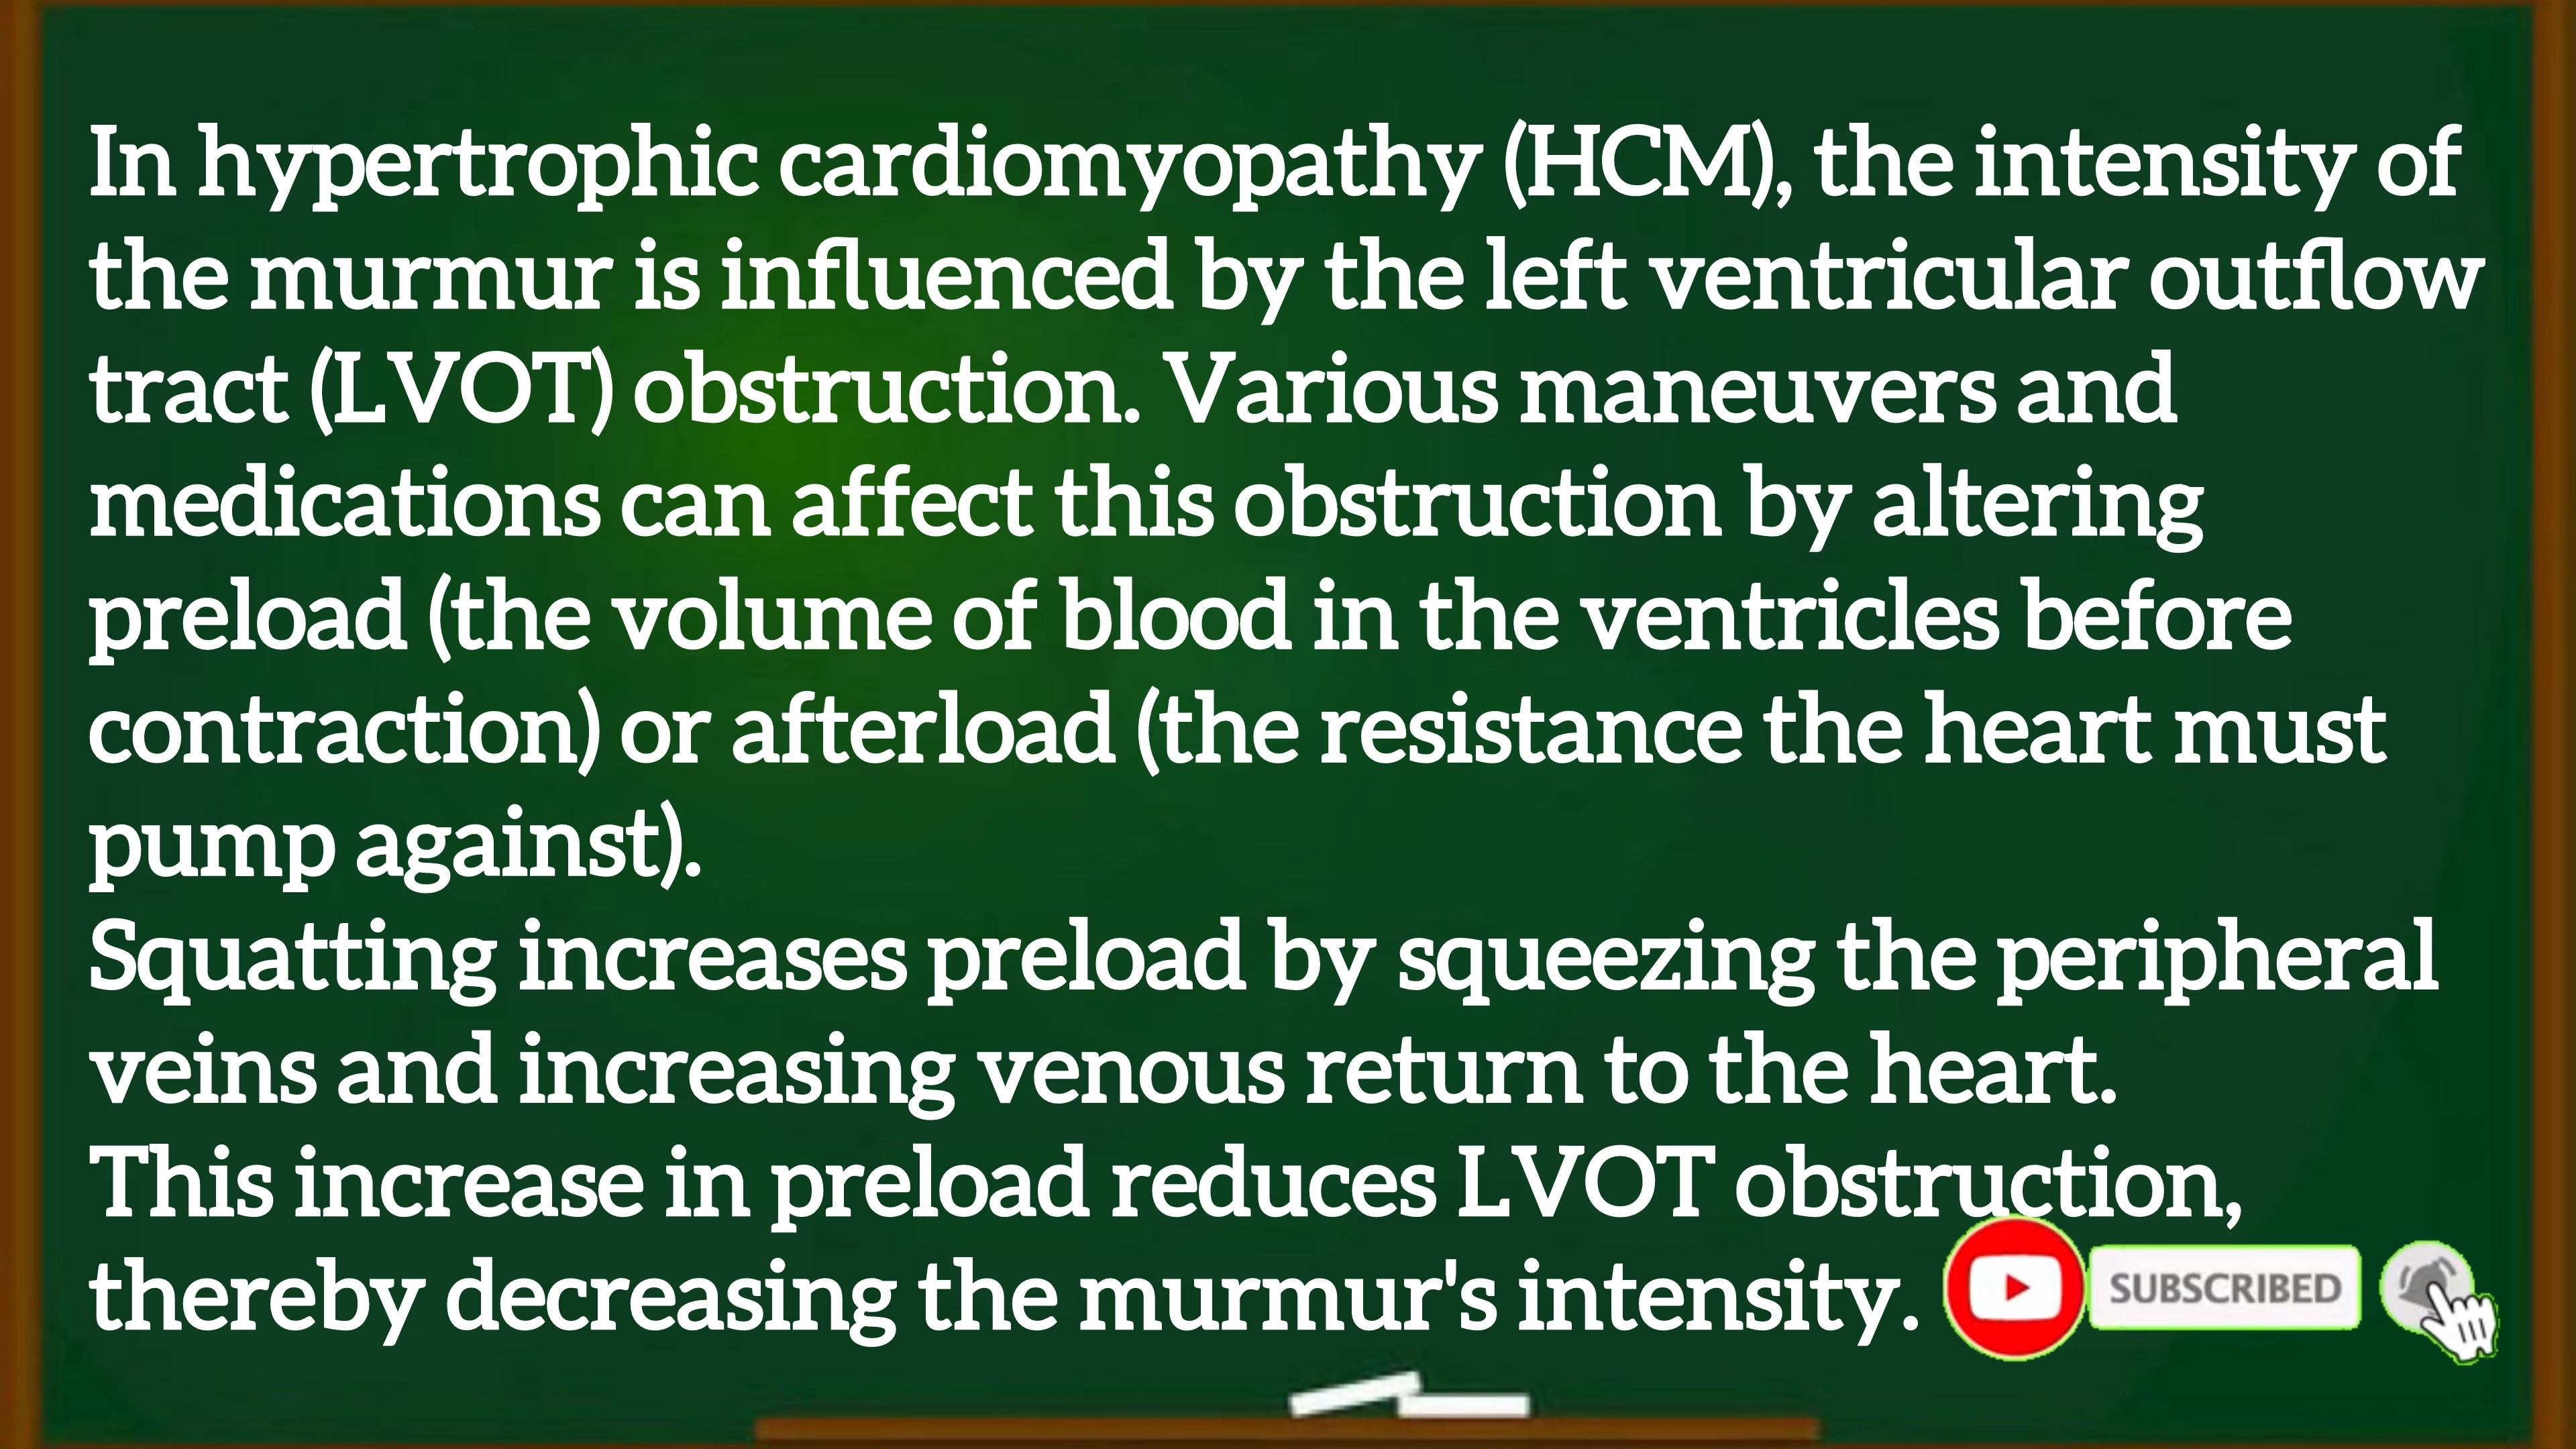 In hypertrophic cardiomyopathy (HCM), the intensity of
the murmur is influenced by the left ventricular outflow
tract (LVOT) obstruction. Various maneuvers and
medications can affect this obstruction by altering
preload (the volume of blood in the ventricles before
contraction) or afterload (the resistance the heart must
pump against).
Squatting increases preload by squeezing the peripheral
veins and increasing venous return to the heart.
This increase in preload reduces LVOT obstruction,
thereby decreasing the murmur's intensity.
SUBSCRIBED